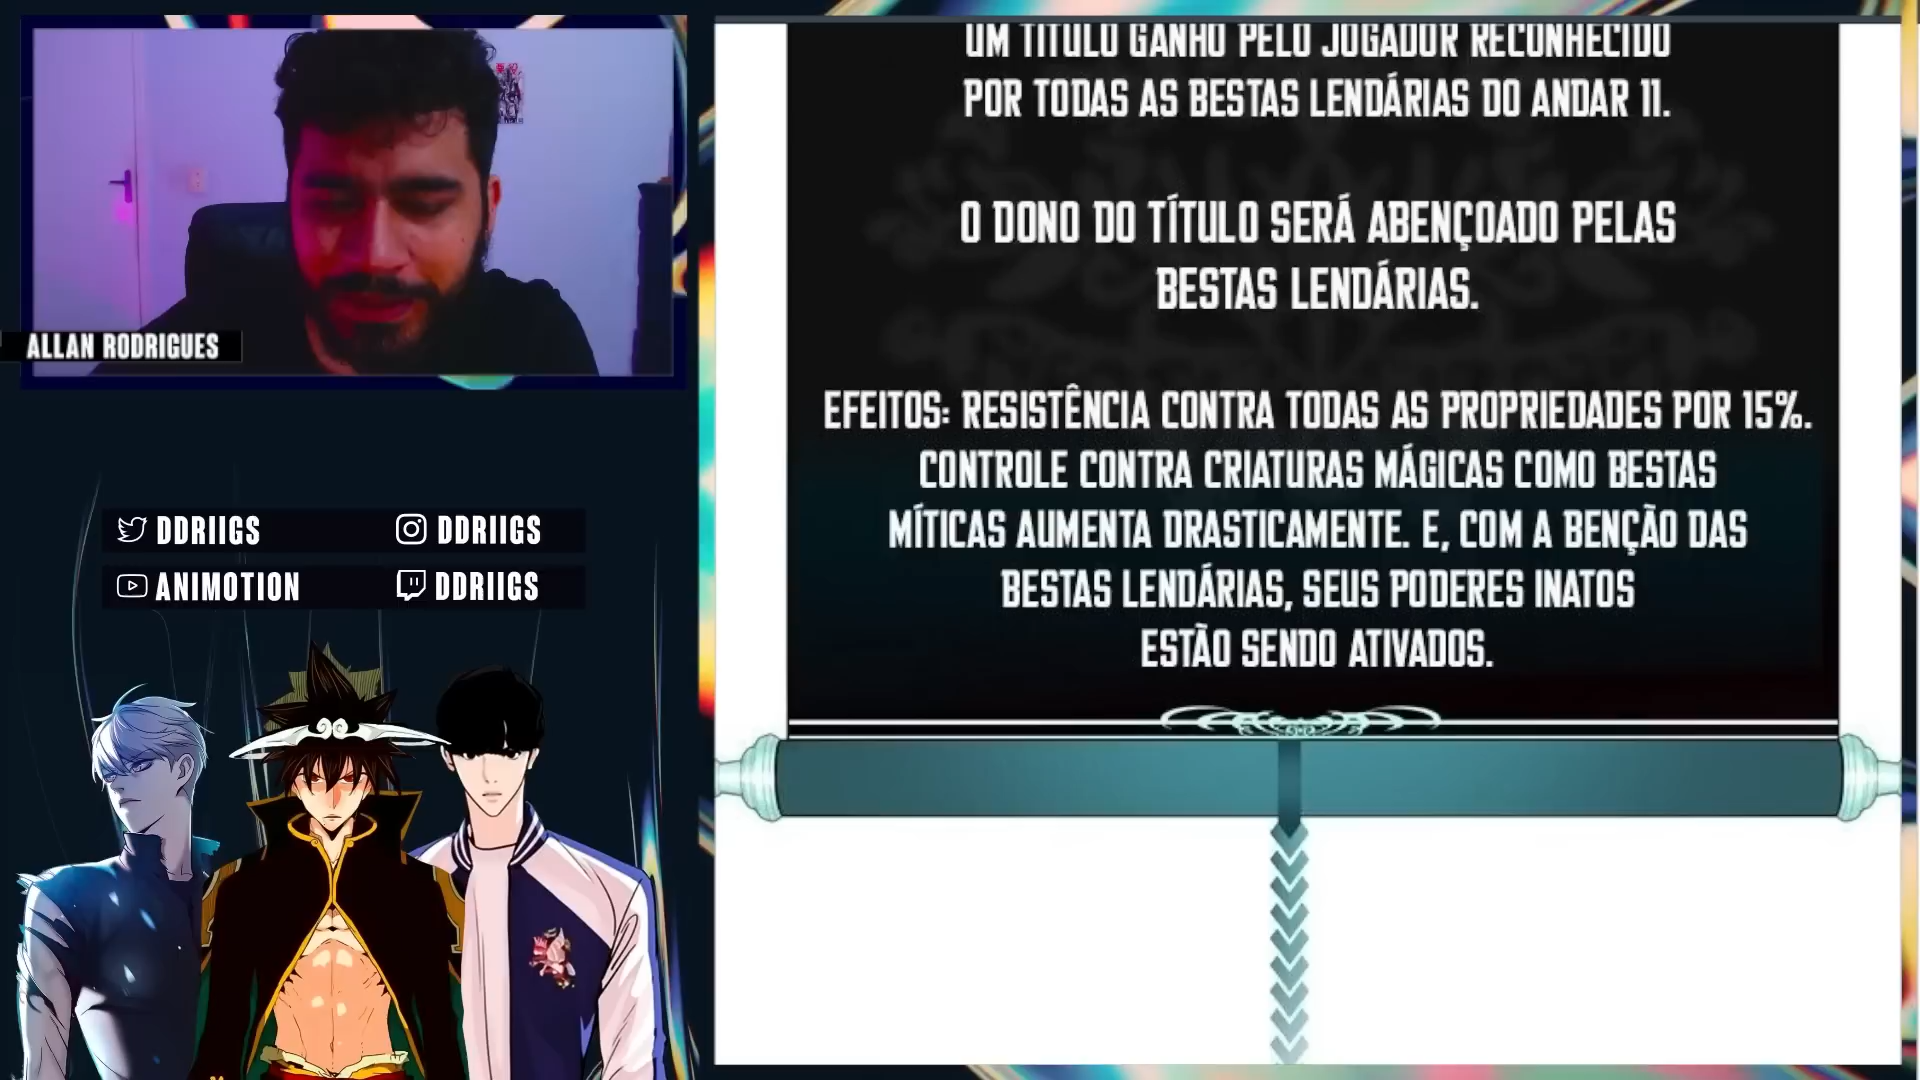 ALLAN RODRIGUES
DDRIIGS
DDRIIGS
ANIMOTION
DDRIIGS
UM TÍTULO GANHO PELO JOGADOR RECONHECIDO
POR TODAS AS BESTAS LENDÁRIAS DO ANDAR 11.
O DONO DO TÍTULO SERÁ ABENÇOADO PELAS
BESTAS LENDÁRIAS.
EFEITOS: RESISTÊNCIA CONTRA TODAS AS PROPRIEDADES POR 15%.
CONTROLE CONTRA CRIATURAS MÁGICAS COMO BESTAS
MÍTICAS AUMENTA DRASTICAMENTE. E, COM A BENÇÃO DAS
BESTAS LENDÁRIAS, SEUS PODERES INATOS
ESTÃO SENDO ATIVADOS.